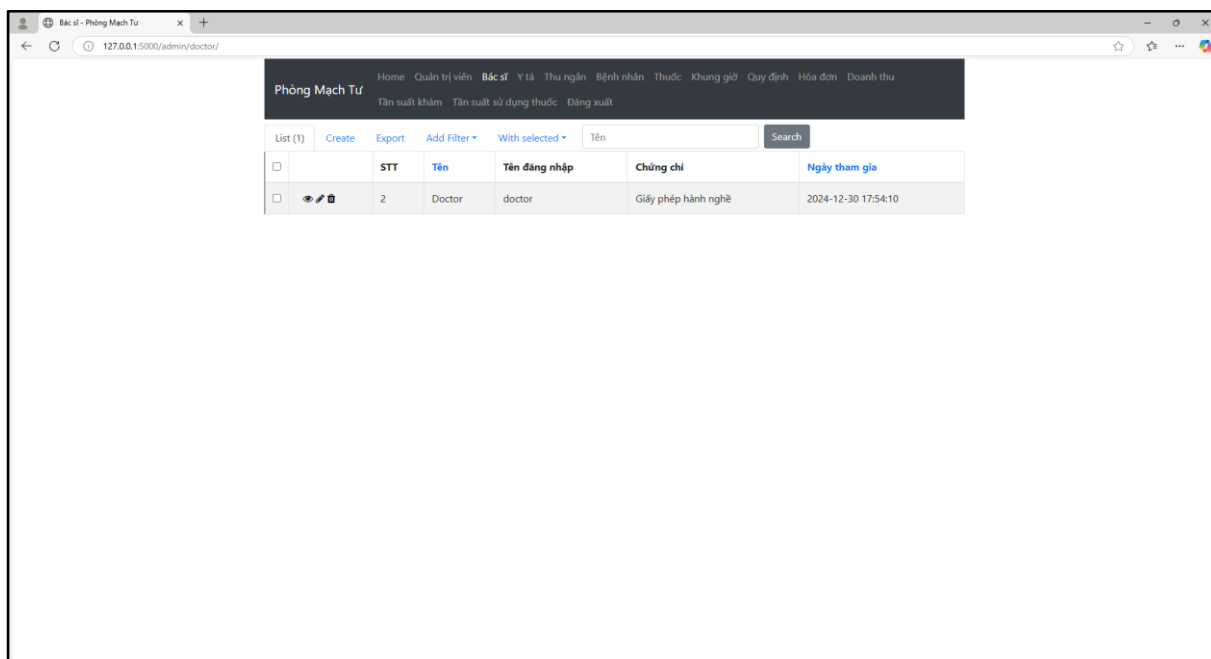 Bác sĩ - Phòng Mạch Tư
127.0.0.1:5000/admin/doctor/
Phòng Mạch Tư
Home Quản trị viên Bác sĩ Y tá Thu ngân Bệnh nhân Thuốc Khung giờ Quy định Hóa đơn Doanh thu
Tần suất khám Tần suất sử dụng thuốc Đăng xuất
List (1) Create Export Add Filter With selected Tên Search
STT Tên Tên đăng nhập Chứng chỉ Ngày tham gia
2 Doctor doctor Giấy phép hành nghề 2024-12-30 17:54:10